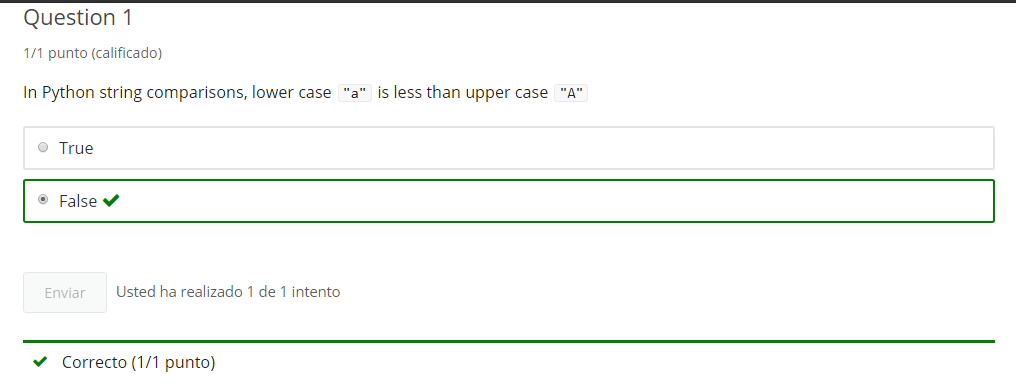 Question 1
1/1 punto (calificado)
In Python string comparisons, lower case "a" is less than upper case "A"
True
False
Enviar Usted ha realizado 1 de 1 intento
Correcto (1/1 punto)